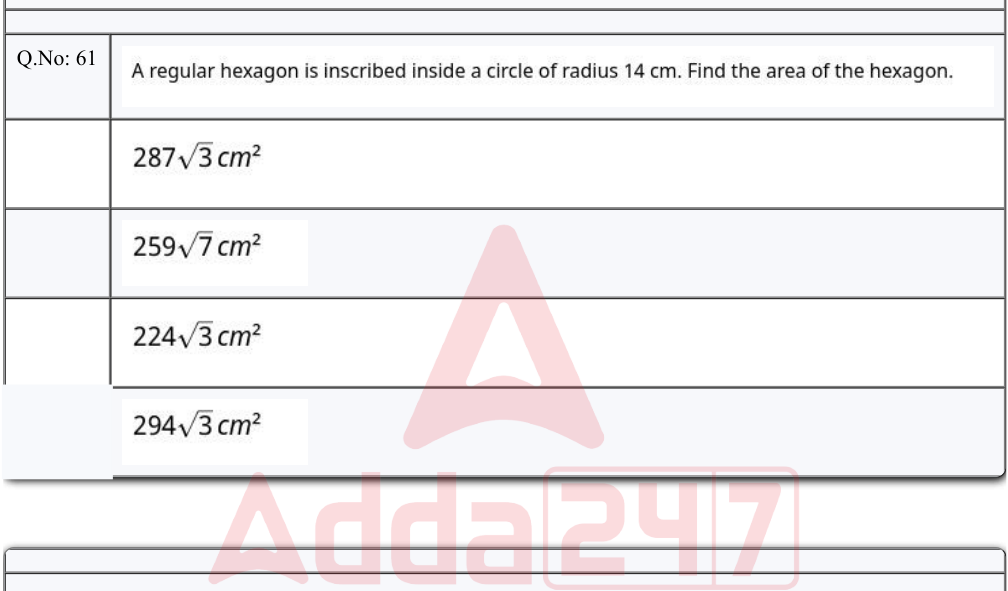 Q.No: 61
A regular hexagon is inscribed inside a circle of radius 14 cm. Find the area of the hexagon.
287√3 cm²
259√7 cm²
224√3 cm²
294√3 cm²
Adda247